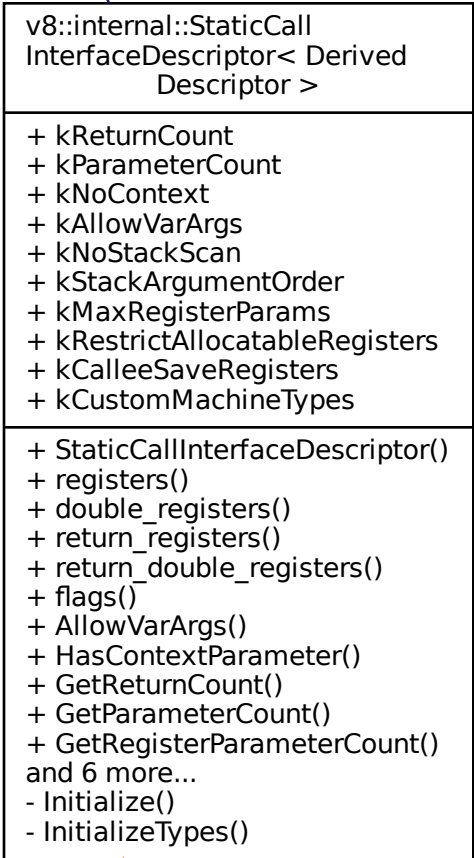 v8::internal::StaticCall
InterfaceDescriptor< Derived
Descriptor >
+ kReturnCount
+ kParameterCount
+ kNoContext
+ kAllowVarArgs
+ kNoStackScan
+ kStackArgumentOrder
+ kMaxRegisterParams
+ kRestrictAllocatableRegisters
+ kCalleeSaveRegisters
+ kCustomMachineTypes
+ StaticCallInterfaceDescriptor()
+ registers()
+ double_registers()
+ return_registers()
+ return_double_registers()
+ flags()
+ AllowVarArgs()
+ HasContextParameter()
+ GetReturnCount()
+ GetParameterCount()
+ GetRegisterParameterCount()
and 6 more...
- Initialize()
- InitializeTypes()